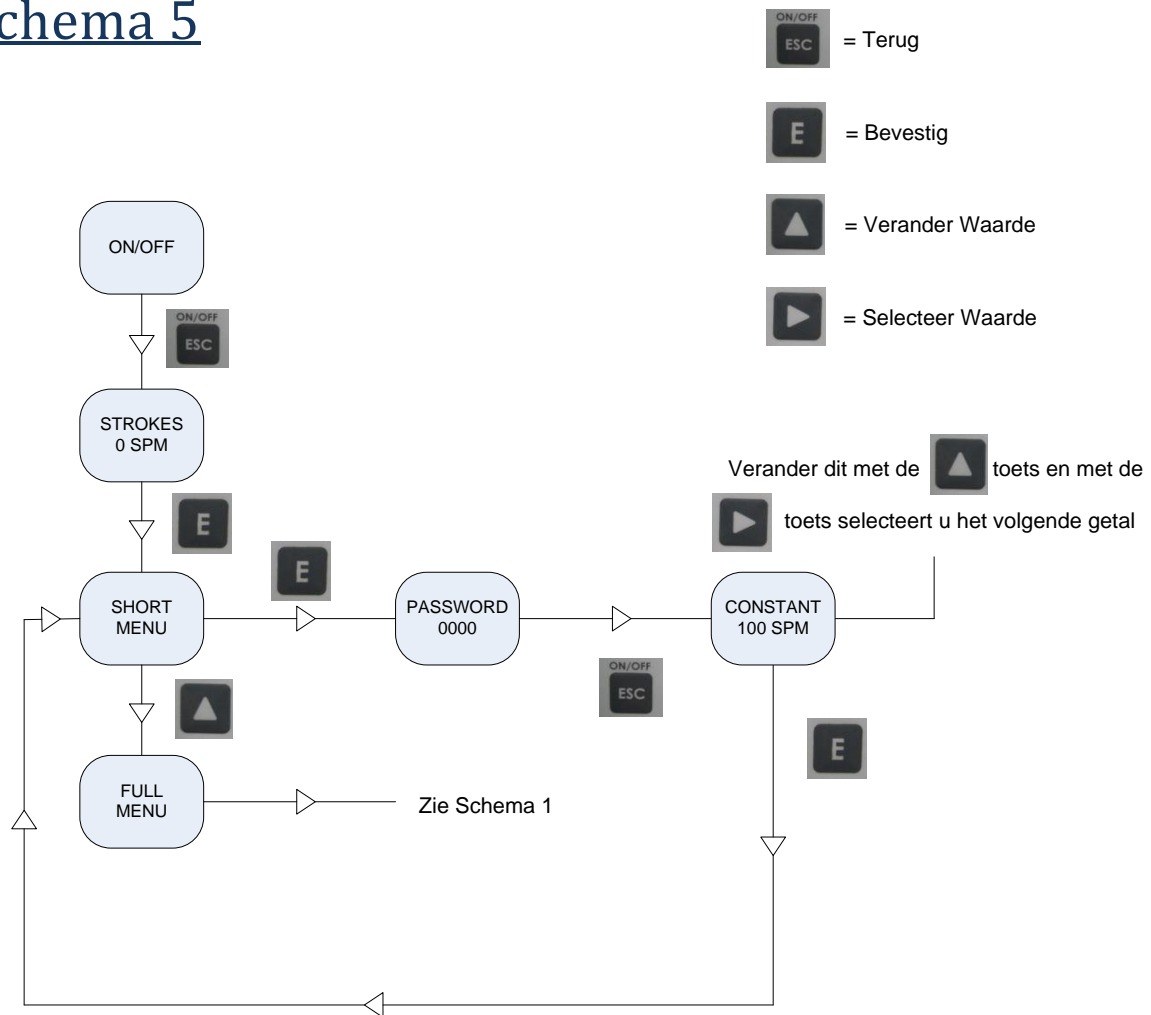 chema 5
ON/OFF
ESC
= Terug
E
= Bevestig
= Verander Waarde
= Selecteer Waarde
ON/OFF
ON/OFF
ESC
STROKES
0 SPM
Verander dit met de toets en met de
toets selecteert u het volgende getal
E
E
SHORT
MENU
PASSWORD
0000
CONSTANT
100 SPM
ON/OFF
ESC
E
FULL
MENU
Zie Schema 1